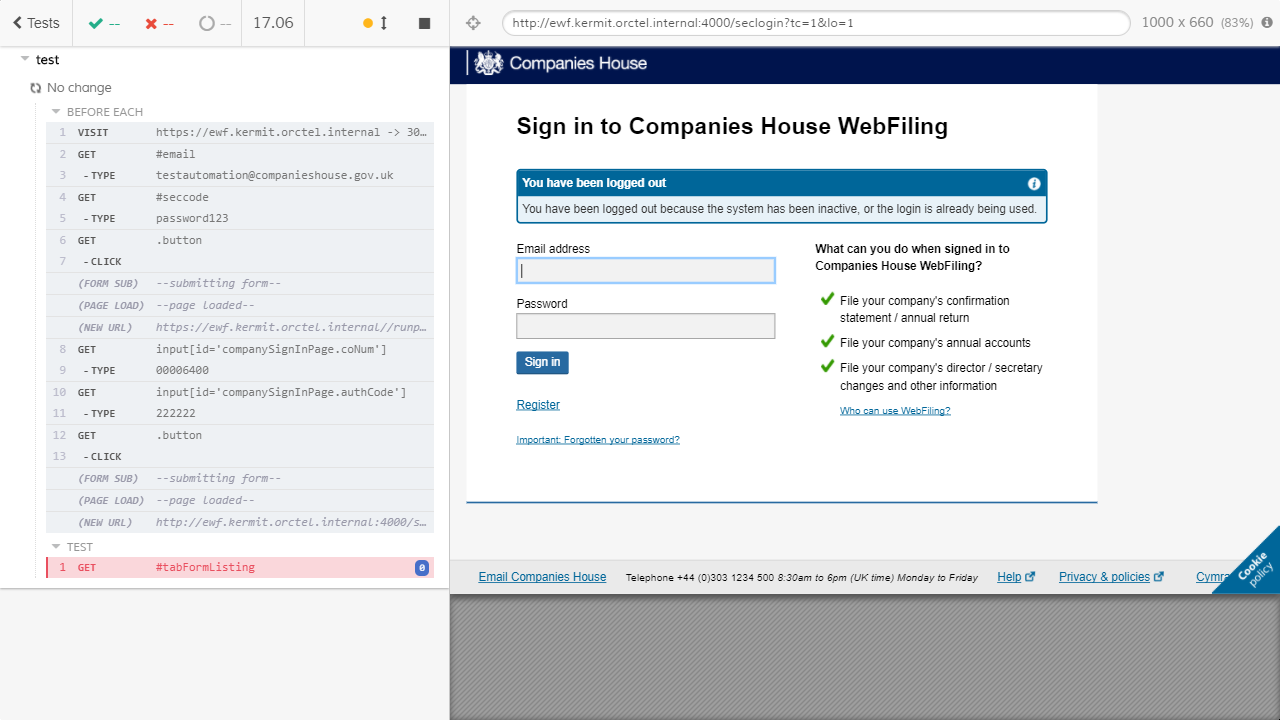 Tests
--
--
--
17.06
http://ewf.kermit.orctel.internal:4000/seclogin?tc=1&lo=1
1000 x 660 (83%)
test
No change
BEFORE EACH
1 VISIT https://ewf.kermit.orctel.internal -> 30…
2 GET #email
3 - TYPE testautomation@companieshouse.gov.uk
4 GET #seccode
5 - TYPE password123
6 GET .button
7 - CLICK
(FORM SUB) --submitting form--
(PAGE LOAD) --page loaded--
(NEW URL) https://ewf.kermit.orctel.internal//runp…
8 GET input[id='companySignInPage.coNum']
9 - TYPE 00006400
10 GET input[id='companySignInPage.authCode']
11 - TYPE 222222
12 GET .button
13 - CLICK
(FORM SUB) --submitting form--
(PAGE LOAD) --page loaded--
(NEW URL) http://ewf.kermit.orctel.internal:4000/s…
TEST
1 GET #tabFormListing 0
Companies House
Sign in to Companies House WebFiling
You have been logged out
You have been logged out because the system has been inactive, or the login is already being used.
Email address
Password
Sign in
Register
Important: Forgotten your password?
What can you do when signed in to
Companies House WebFiling?
File your company's confirmation
statement / annual return
File your company's annual accounts
File your company's director / secretary
changes and other information
Who can use WebFiling?
Email Companies House Telephone +44 (0)303 1234 500 8:30am to 6pm (UK time) Monday to Friday Help Privacy & policies Cymra
Cookie
policy